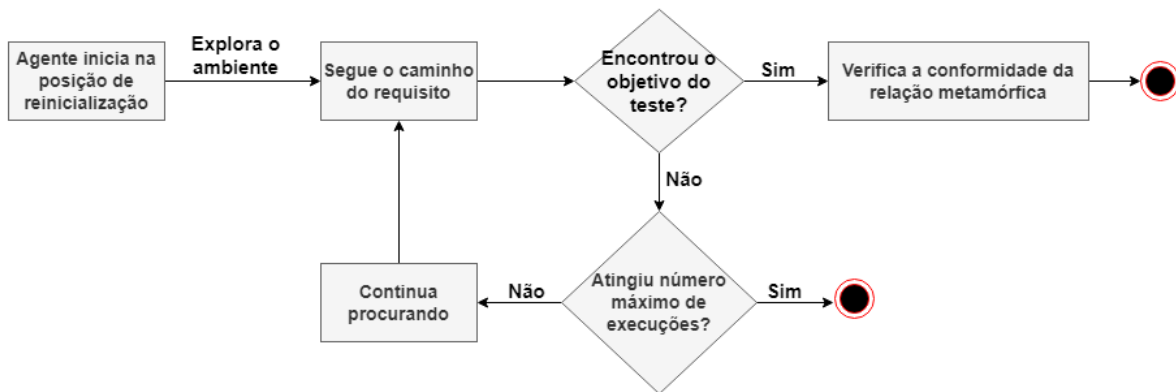 Agente inicia na
posição de
reinicialização
Explora o
ambiente
Segue o caminho
do requisito
Encontrou o
objetivo do
teste?
Sim
Verifica a conformidade da
relação metamórfica
Não
Atingiu número
máximo de
execuções?
Sim
Não
Continua
procurando